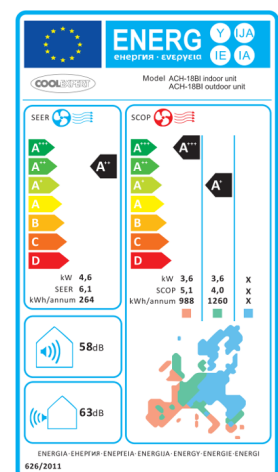 ENERG Y IJA
енергия · ενεργεια IE IA
COOLEXPERT
Model ACH-18BI indoor unit
ACH-18BI outdoor unit
SEER SCOP
A+++ A+++ A+++
A++ A++ A++
A+ A+ A+
A A
B B
C C
D D
kW 4,6 kW 3,6 3,6 X
SEER 6,1 SCOP 5,1 4,0 X
kWh/annum 264 kWh/annum 988 1260 X
58dB
63dB
ENERGIA·ЕНЕРГИЯ·ΕΝΕΡΓΕΙΑ·ENERGIJA·ENERGY·ENERGIE·ENERGI
626/2011